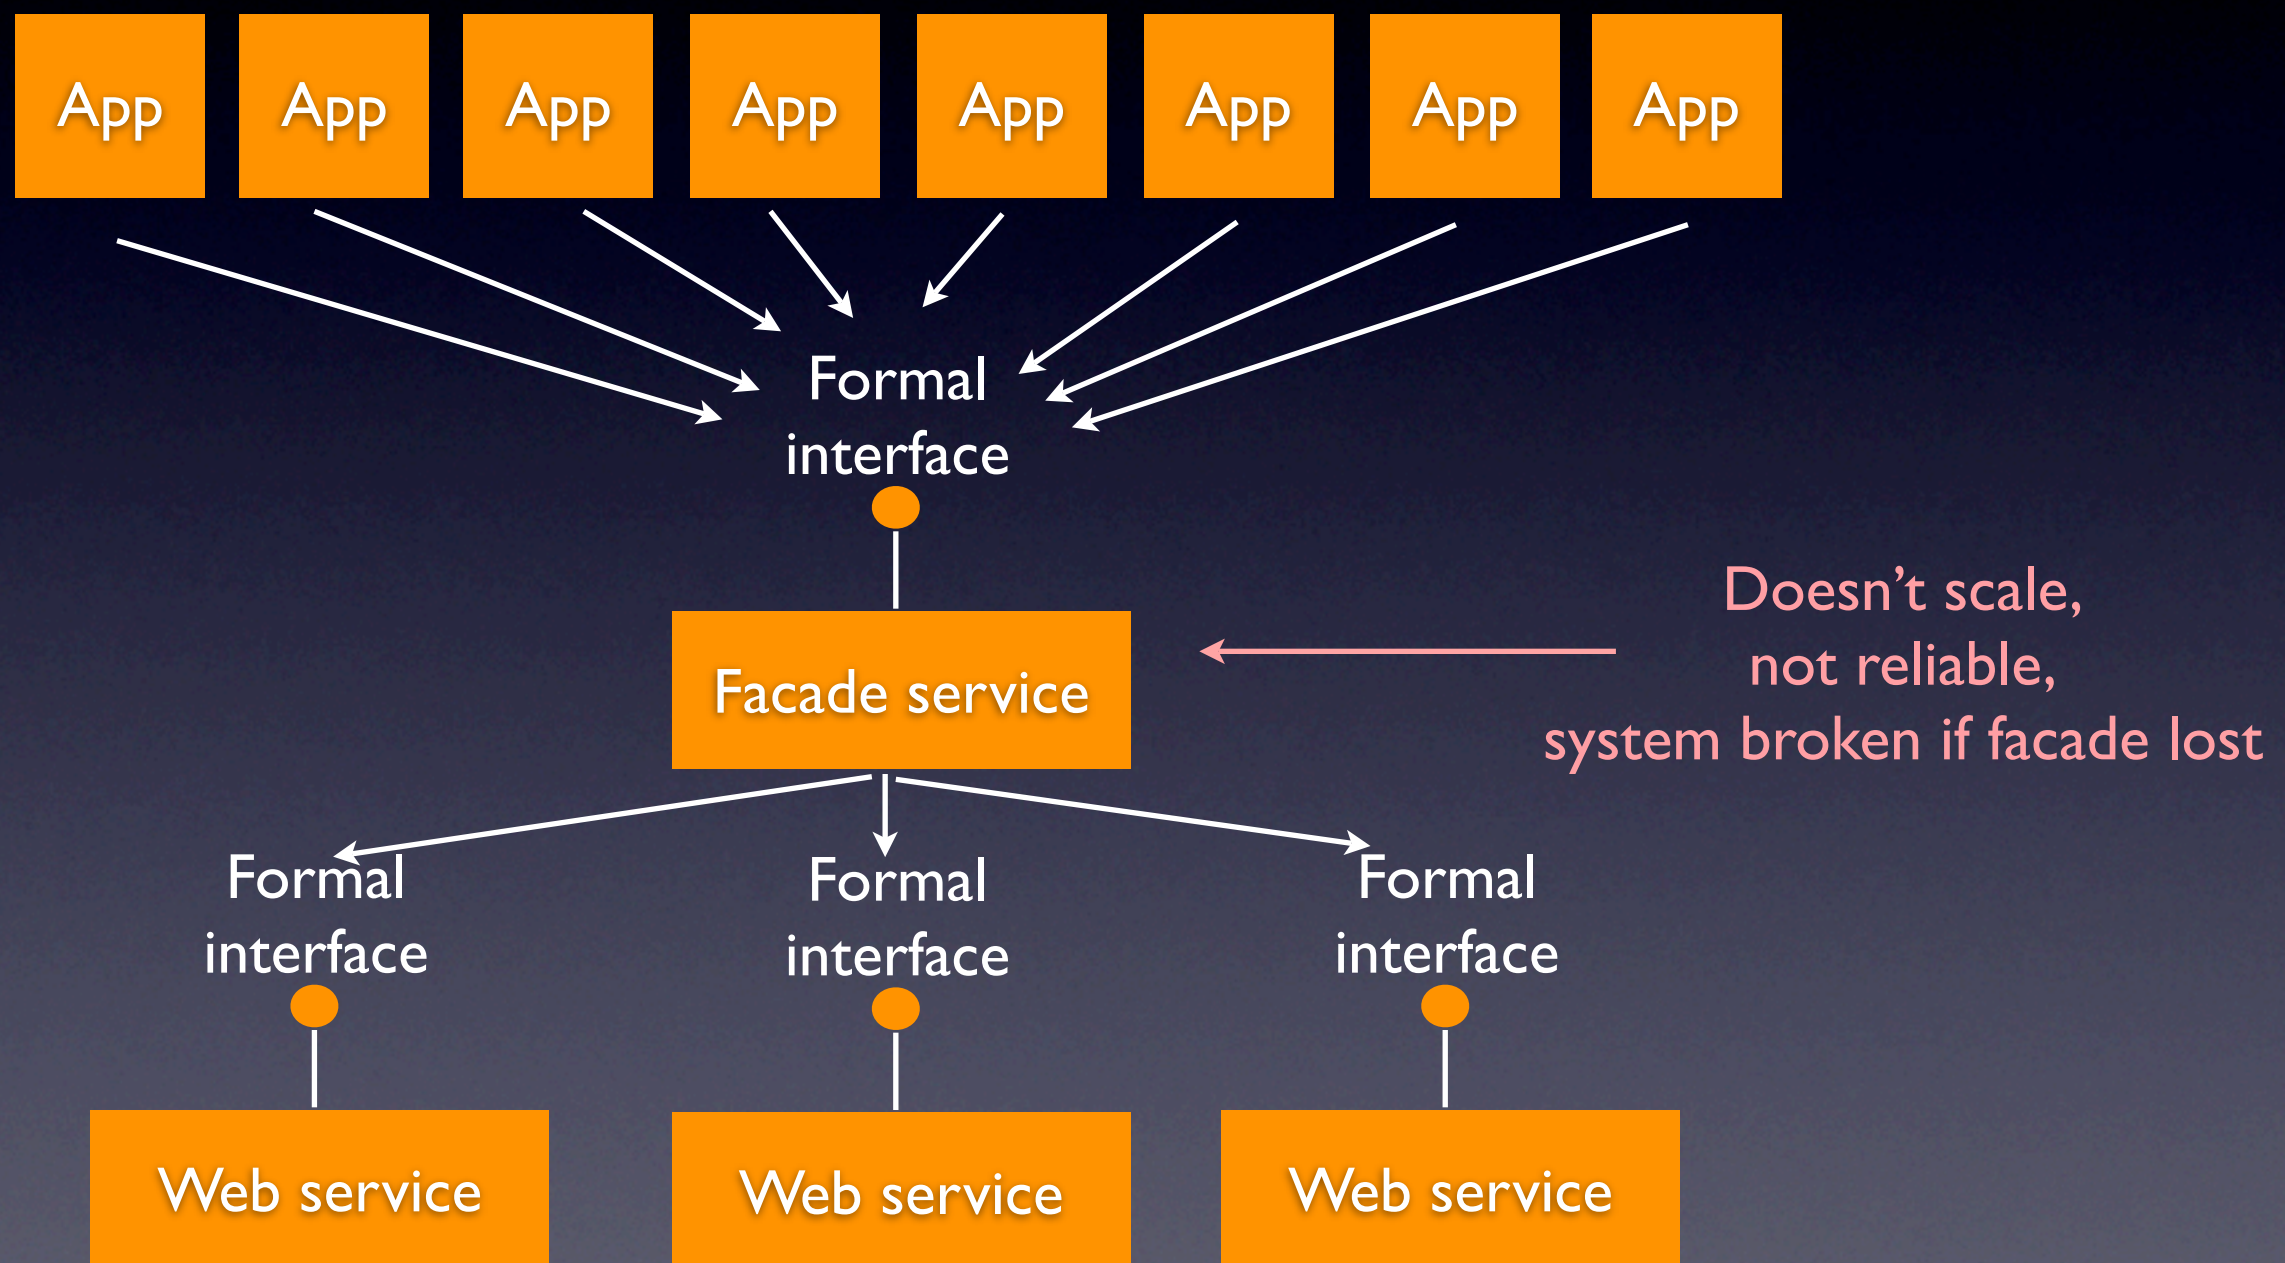 App App App App App App App App
Formal
interface
Facade service
Doesn't scale,
not reliable,
system broken if facade lost
Formal
interface
Formal
interface
Formal
interface
Web service
Web service
Web service